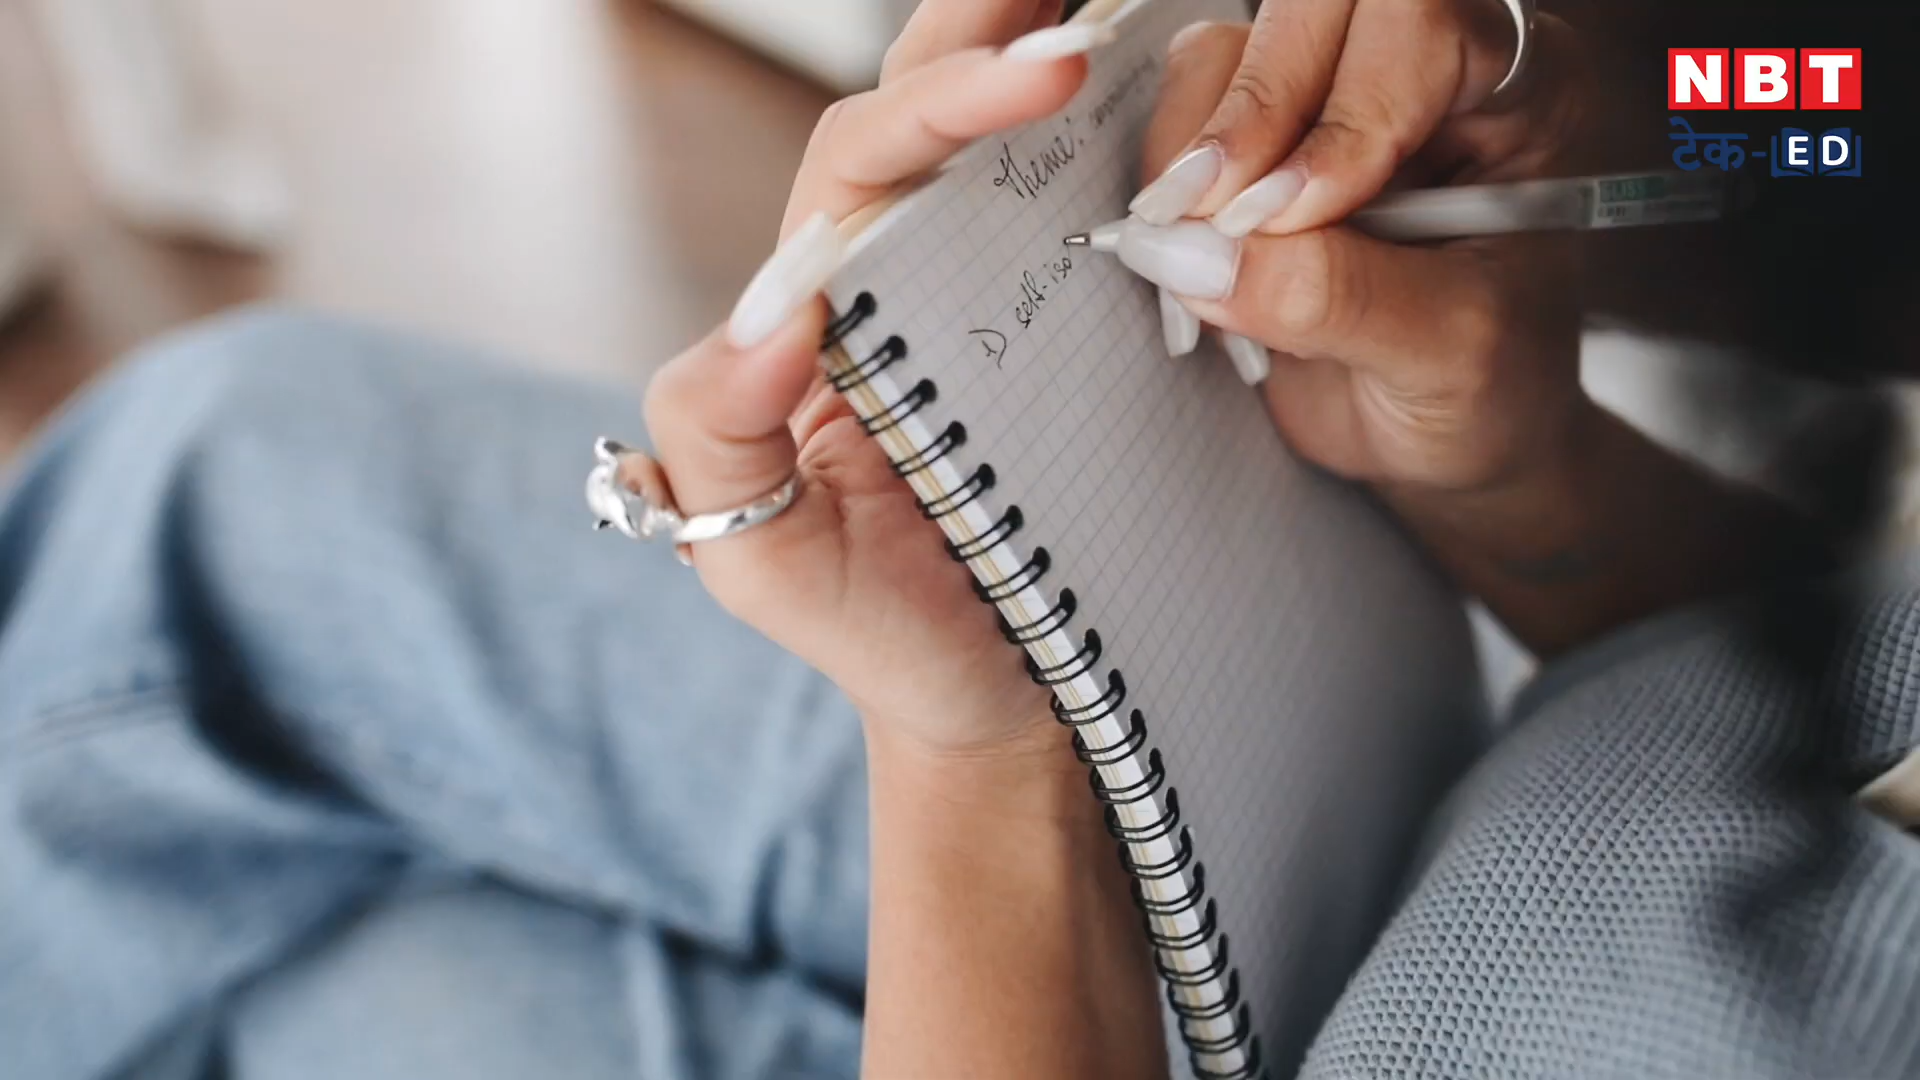 NBT
टेक-ED
Theme:
1) self-iso